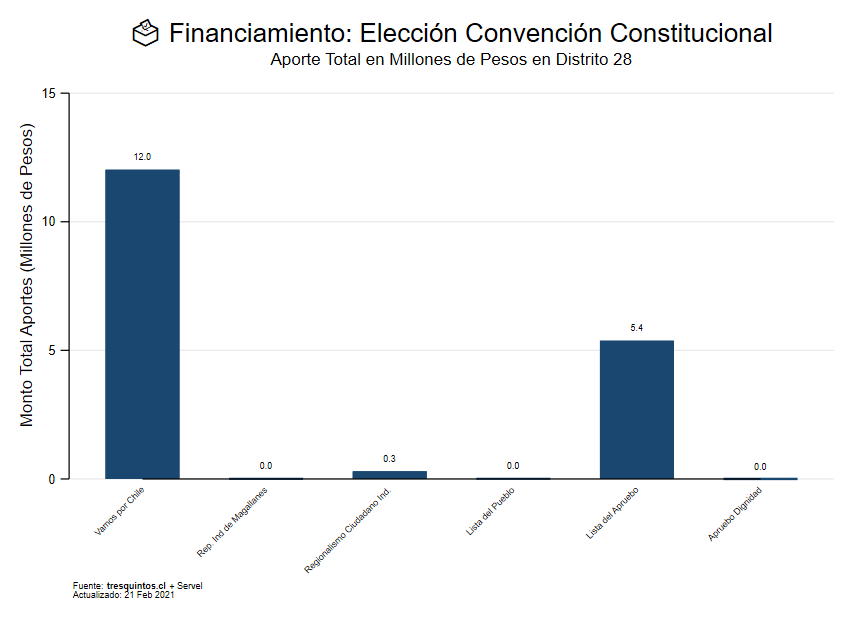 Financiamiento: Elección Convención Constitucional
Aporte Total en Millones de Pesos en Distrito 28
Monto Total Aportes (Millones de Pesos)
15
10
5
0
12.0
0.0
0.3
0.0
5.4
0.0
Vamos por Chile
Rep. Ind de Magallanes
Regionalismo Ciudadano Ind.
Lista del Pueblo
Lista del Apruebo
Apruebo Dignidad
Fuente: tresquintos.cl + Servel
Actualizado: 21 Feb 2021